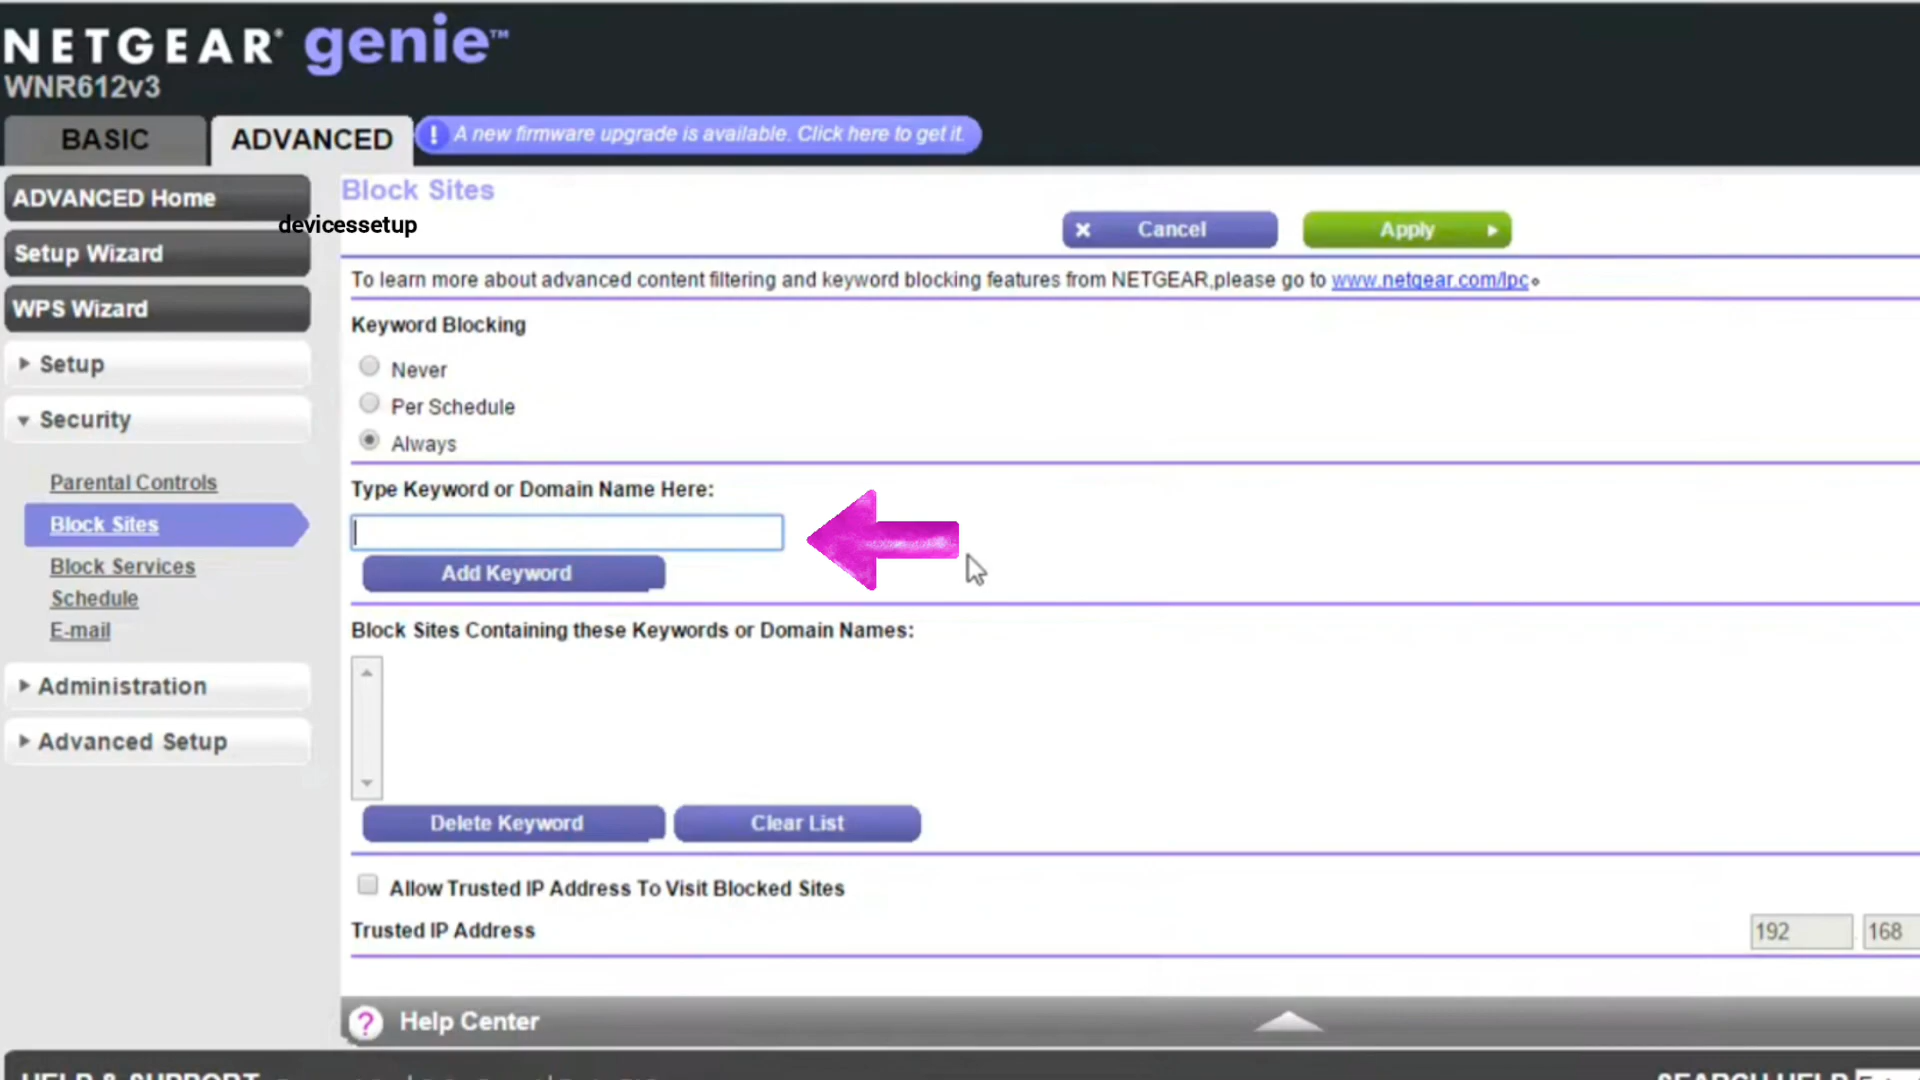 NETGEAR® genie™
WNR612v3
BASIC
ADVANCED
! A new firmware upgrade is available. Click here to get it.
ADVANCED Home
Setup Wizard
WPS Wizard
Setup
Security
Parental Controls
Block Sites
Block Services
Schedule
E-mail
Administration
Advanced Setup
devicessetup
Block Sites
Cancel
Apply
To learn more about advanced content filtering and keyword blocking features from NETGEAR,please go to www.netgear.com/lpc
Keyword Blocking
Never
Per Schedule
Always
Type Keyword or Domain Name Here:
Add Keyword
Block Sites Containing these Keywords or Domain Names:
Delete Keyword
Clear List
Allow Trusted IP Address To Visit Blocked Sites
Trusted IP Address
192 . 168
? Help Center
HELP & SUPPORT
SEARCH HELP